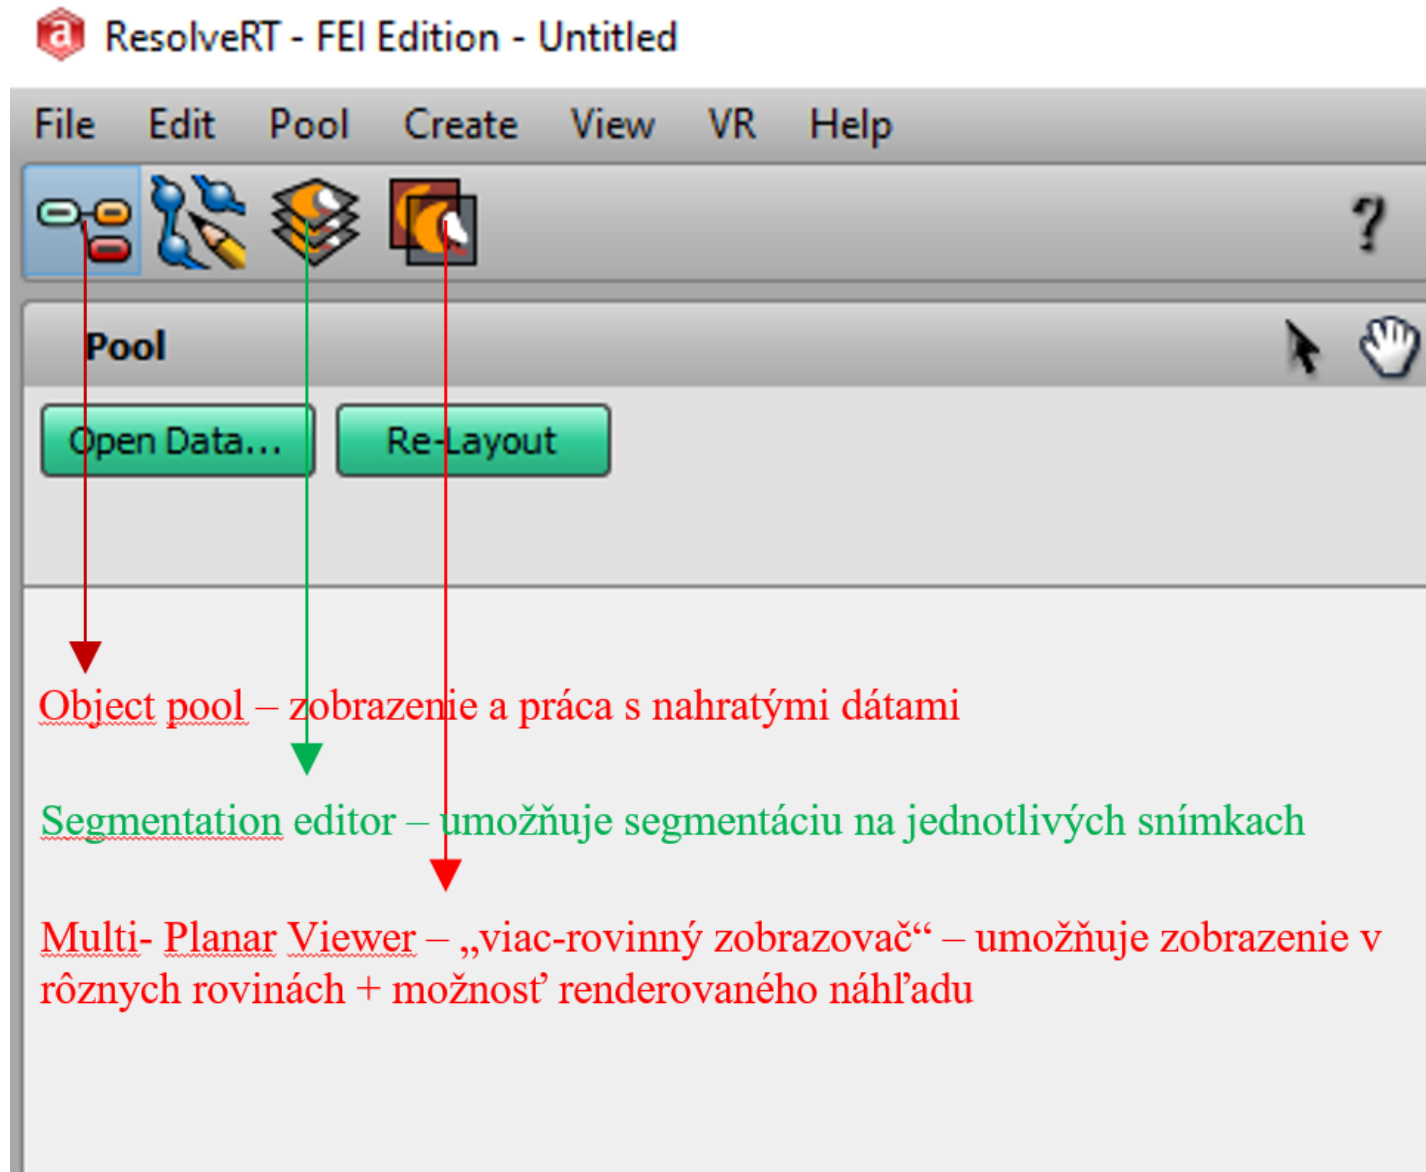 ResolveRT - FEI Edition - Untitled
File Edit Pool Create View VR Help
?
Pool
Open Data... Re-Layout
Object pool – zobrazenie a práca s nahratými dátami
Segmentation editor – umožňuje segmentáciu na jednotlivých snímkach
Multi- Planar Viewer – „viac-rovinný zobrazovač“ – umožňuje zobrazenie v
rôznych rovinách + možnosť renderovaného náhľadu